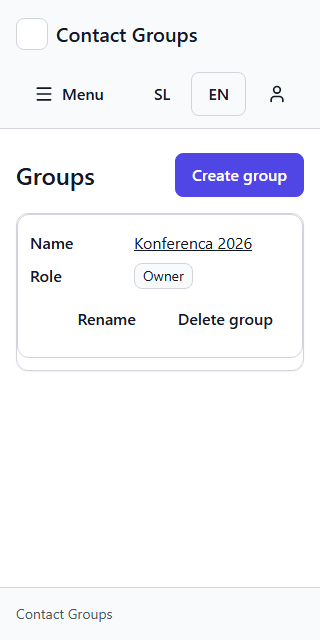 Contact Groups
Menu SL EN
Groups Create group
Name Konferenca 2026
Role Owner
Rename Delete group
Contact Groups